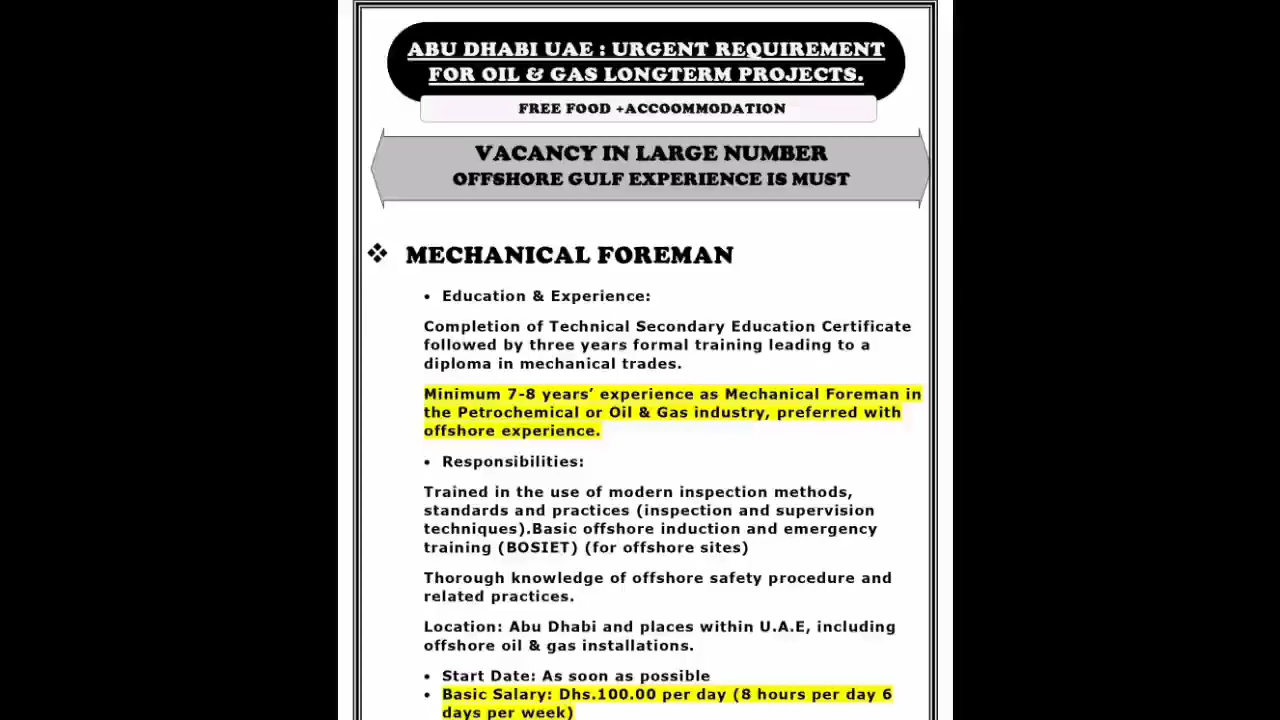 ABU DHABI UAE : URGENT REQUIREMENT
FOR OIL & GAS LONGTERM PROJECTS.
FREE FOOD +ACCOOMMODATION
VACANCY IN LARGE NUMBER
OFFSHORE GULF EXPERIENCE IS MUST
❖ MECHANICAL FOREMAN
• Education & Experience:
Completion of Technical Secondary Education Certificate
followed by three years formal training leading to a
diploma in mechanical trades.
Minimum 7-8 years’ experience as Mechanical Foreman in
the Petrochemical or Oil & Gas industry, preferred with
offshore experience.
• Responsibilities:
Trained in the use of modern inspection methods,
standards and practices (inspection and supervision
techniques).Basic offshore induction and emergency
training (BOSIET) (for offshore sites)
Thorough knowledge of offshore safety procedure and
related practices.
Location: Abu Dhabi and places within U.A.E, including
offshore oil & gas installations.
• Start Date: As soon as possible
• Basic Salary: Dhs.100.00 per day (8 hours per day 6
days per week)